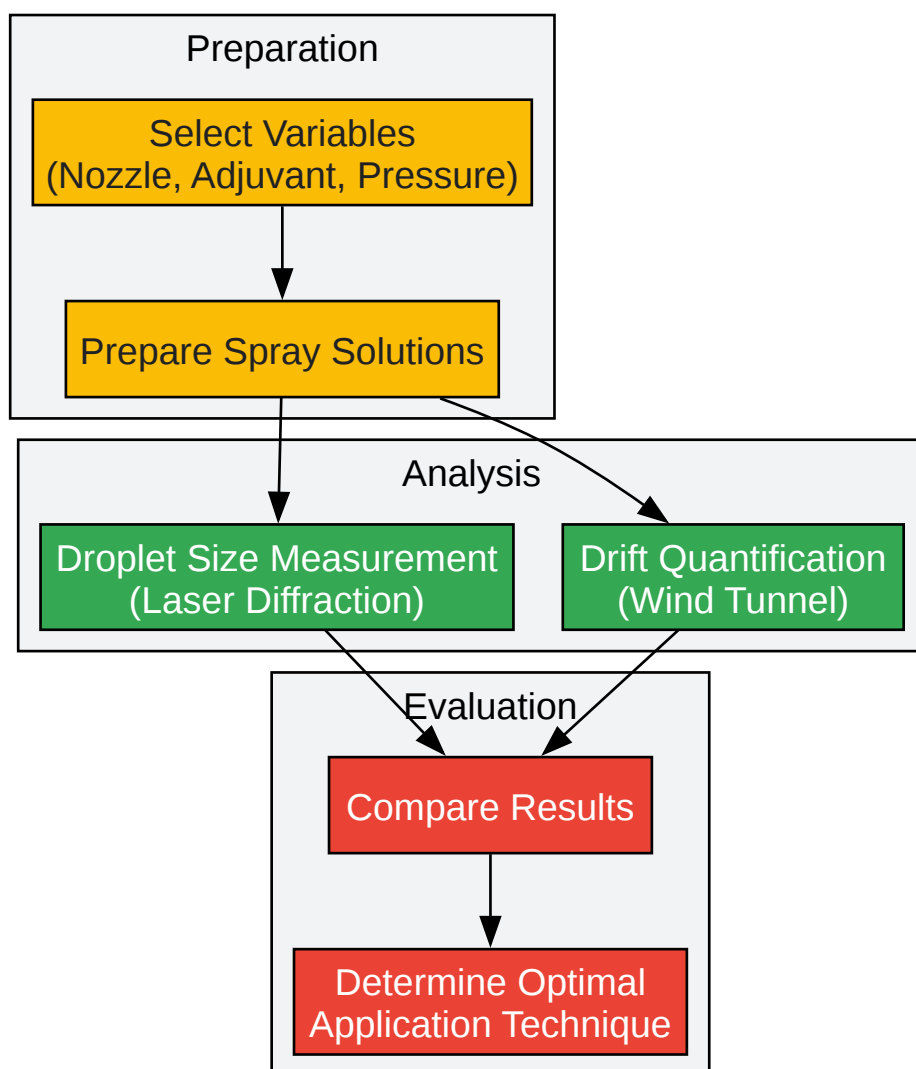 Preparation
Select Variables
(Nozzle, Adjuvant, Pressure)
Prepare Spray Solutions
Analysis
Droplet Size Measurement
(Laser Diffraction)
Drift Quantification
(Wind Tunnel)
Evaluation
Compare Results
Determine Optimal
Application Technique